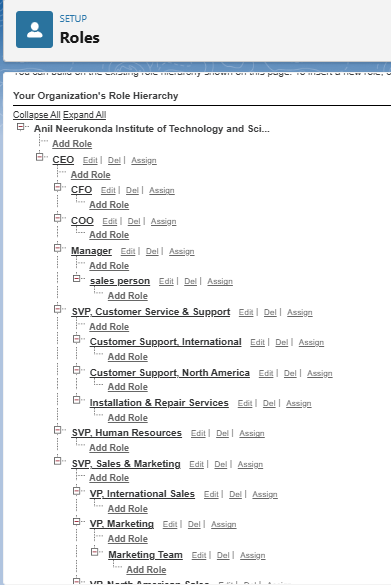 SETUP
Roles
You can build on the existing role hierarchy shown on this page. To insert a new role,
Your Organization's Role Hierarchy
Collapse All Expand All
Anil Neerukonda Institute of Technology and Sci...
Add Role
CEO Edit | Del | Assign
Add Role
CFO Edit | Del | Assign
Add Role
COO Edit | Del | Assign
Add Role
Manager Edit | Del | Assign
Add Role
sales person Edit | Del | Assign
Add Role
SVP, Customer Service & Support Edit | Del | Assign
Add Role
Customer Support, International Edit | Del | Assign
Add Role
Customer Support, North America Edit | Del | Assign
Add Role
Installation & Repair Services Edit | Del | Assign
Add Role
SVP, Human Resources Edit | Del | Assign
Add Role
SVP, Sales & Marketing Edit | Del | Assign
Add Role
VP, International Sales Edit | Del | Assign
Add Role
VP, Marketing Edit | Del | Assign
Add Role
Marketing Team Edit | Del | Assign
Add Role
VP, North American Sales Edit | Del | Assign